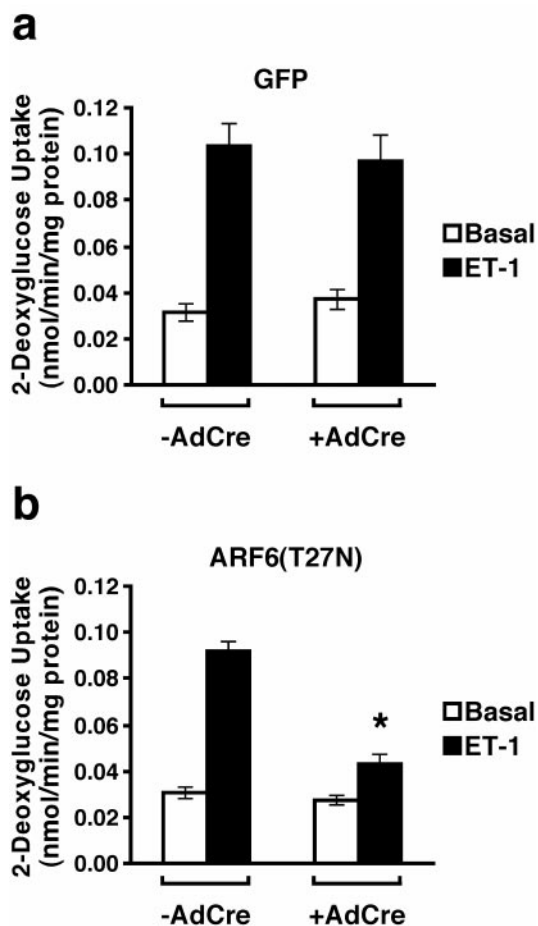 a
GFP
2-Deoxyglucose Uptake
(nmol/min/mg protein)
0.12
0.10
0.08
0.06
0.04
0.02
0.00
Basal
ET-1
-AdCre
+AdCre
b
ARF6(T27N)
2-Deoxyglucose Uptake
(nmol/min/mg protein)
0.12
0.10
0.08
0.06
0.04
0.02
0.00
*
Basal
ET-1
-AdCre
+AdCre